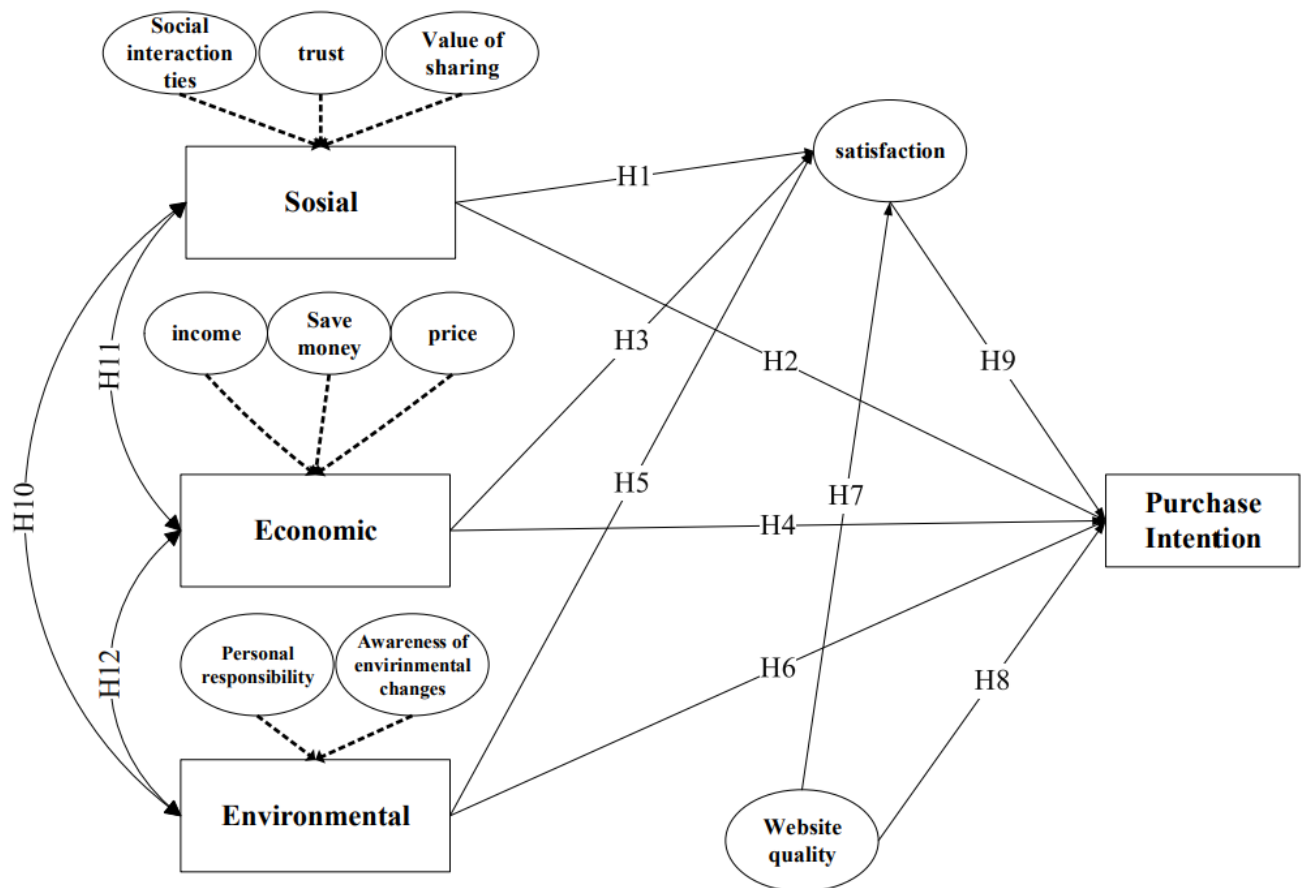 Social
interaction
ties
trust
Value of
sharing
satisfaction
Sosial
H1
income
Save
money
price
H11
H3
H2
H9
H10
H5
H7
Economic
H4
Purchase
Intention
Personal
responsibility
Awareness of
envirinmental
changes
H12
H6
H8
Environmental
Website
quality